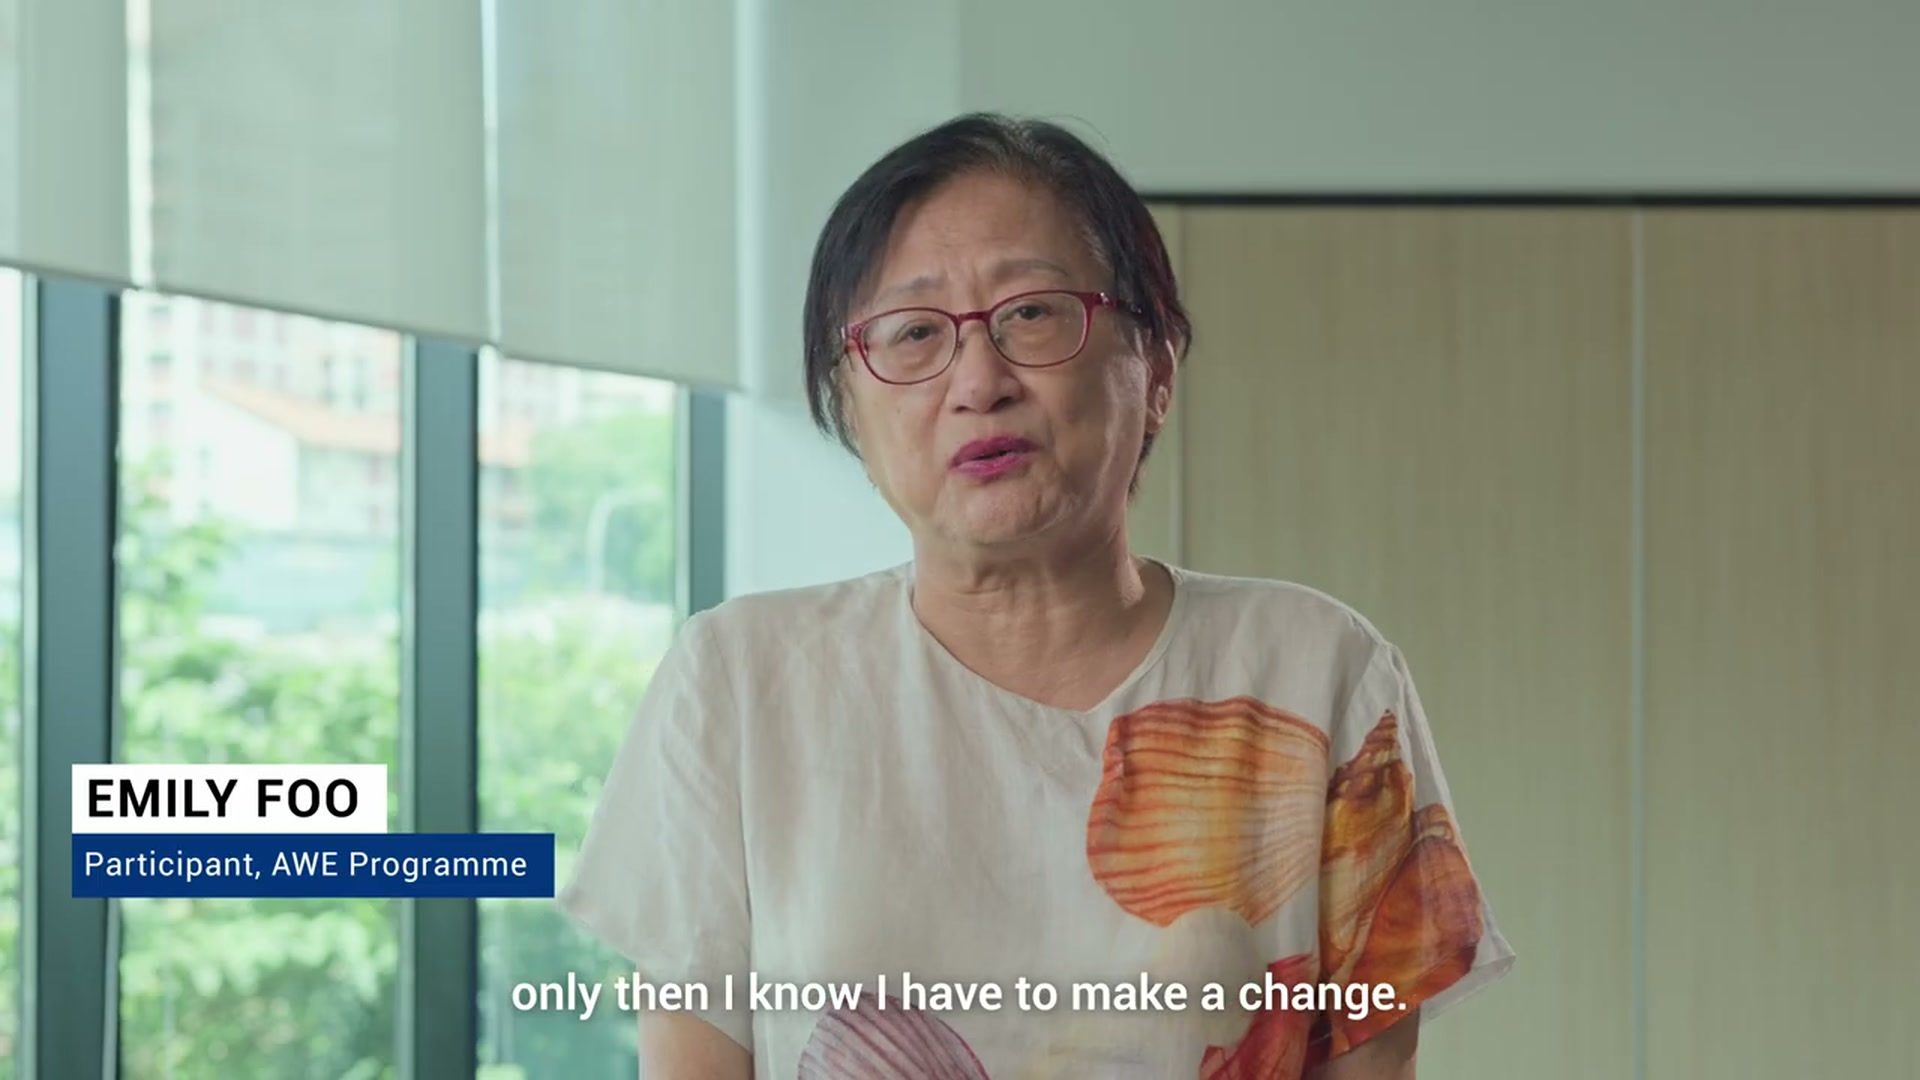 EMILY FOO
Participant, AWE Programme
only then I know I have to make a change.